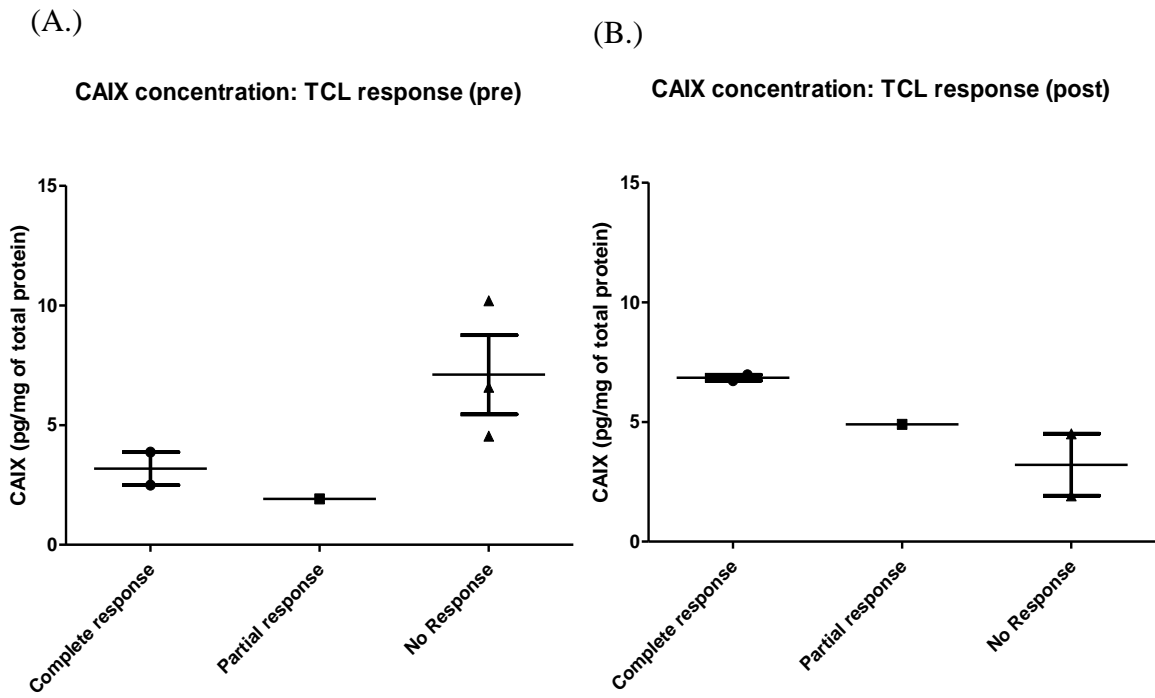 (A.)
CAIX concentration: TCL response (pre)
CAIX (pg/mg of total protein)
15
10
5
0
Complete response
Partial response
No Response
(B.)
CAIX concentration: TCL response (post)
CAIX (pg/mg of total protein)
15
10
5
0
Complete response
Partial response
No Response